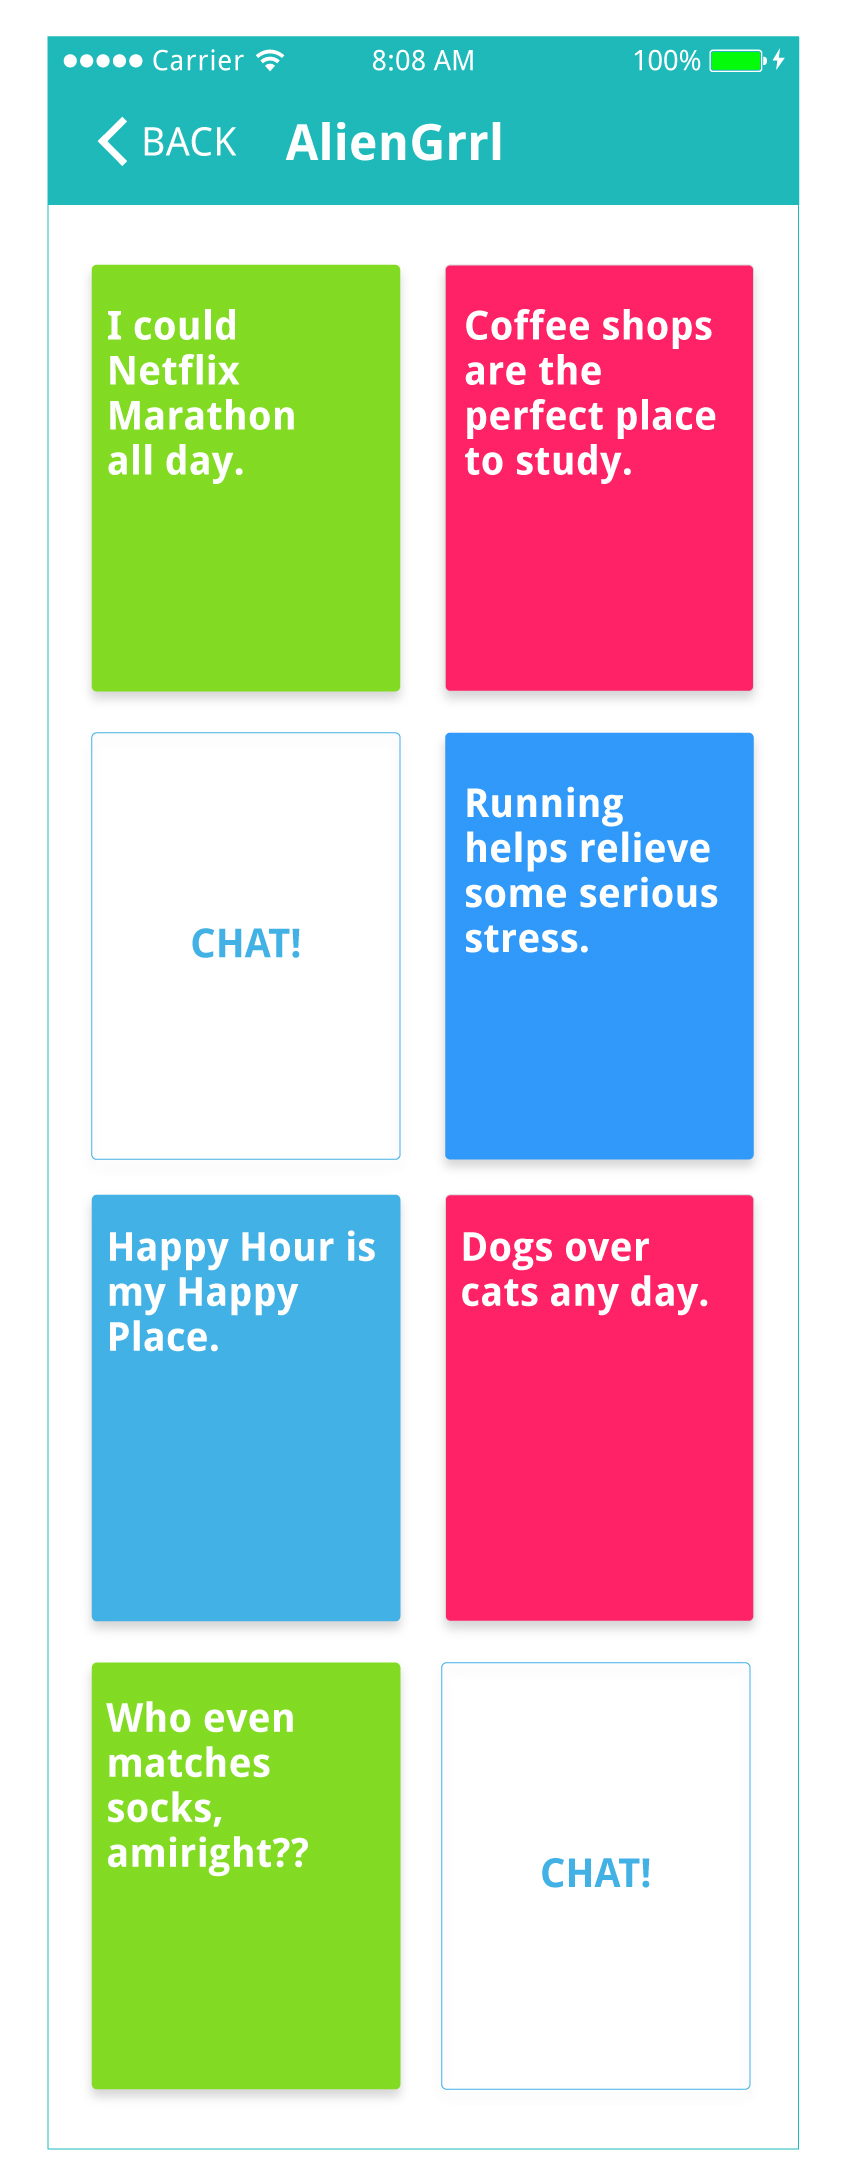 Carrier 8:08 AM 100%
BACK AlienGrrl
I could
Netflix
Marathon
all day.
Coffee shops
are the
perfect place
to study.
CHAT!
Running
helps relieve
some serious
stress.
Happy Hour is
my Happy
Place.
Dogs over
cats any day.
Who even
matches
socks,
amiright??
CHAT!